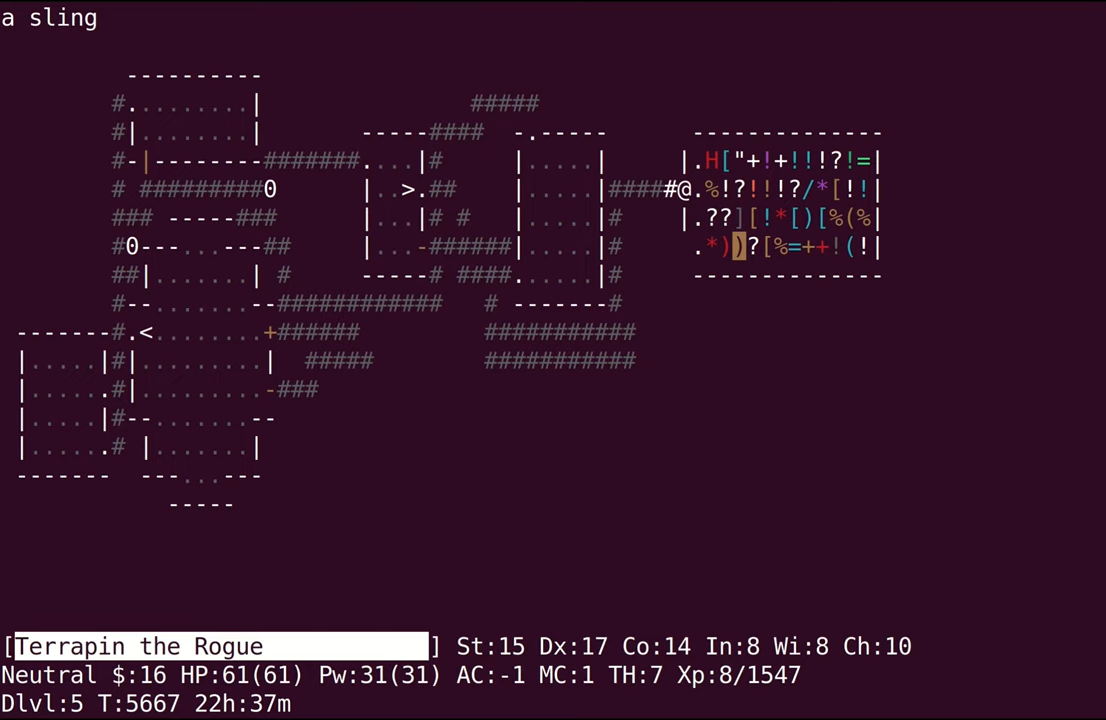 a sling
----------
#.........|                              #####
#|........|              -----####  -.-----          --------------
#-|--------#######.....|#        |.....|        |.H["+!+!!!?!=|
# #########0      |..>.##        |.....|####
#@.%!?!!!?/*[!!|
### -----###      |...|# #       |.....|#       |.??][!*[)[%(%|
#0---...---##     |...-######|.....|#        .*))?[%=++!(!|
##|.......| #     -----# ####......|#        --------------
#--.......--############   # -------#
-------#.<........+######         ###########
|.....|#|.........|  #####        ###########
|......#|.........-###
|.....|#--.......--
|......# |.......|
-------  ---...---
-----
[Terrapin the Rogue            ] St:15 Dx:17 Co:14 In:8 Wi:8 Ch:10
Neutral $:16 HP:61(61) Pw:31(31) AC:-1 MC:1 TH:7 Xp:8/1547
Dlvl:5 T:5667 22h:37m